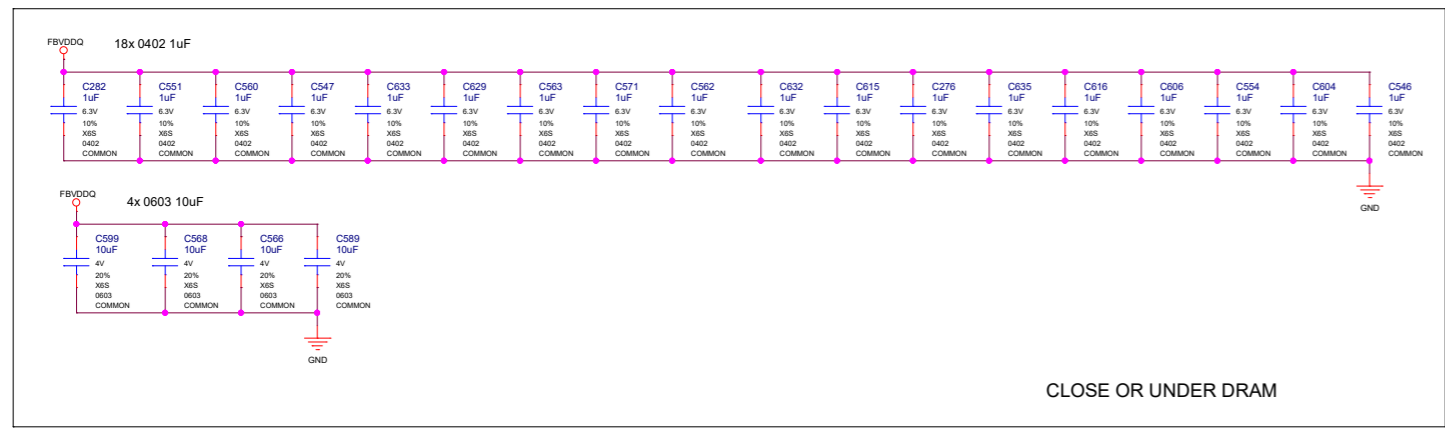 FBVDDQ
18x 0402 1uF
C282 C551 C560 C547 C633 C629 C563 C571 C562 C632 C615 C276 C635 C616 C606 C554 C604 C546
1uF 1uF 1uF 1uF 1uF 1uF 1uF 1uF 1uF 1uF 1uF 1uF 1uF 1uF 1uF 1uF 1uF 1uF
6.3V 6.3V 6.3V 6.3V 6.3V 6.3V 6.3V 6.3V 6.3V 6.3V 6.3V 6.3V 6.3V 6.3V 6.3V 6.3V 6.3V 6.3V
10% 10% 10% 10% 10% 10% 10% 10% 10% 10% 10% 10% 10% 10% 10% 10% 10% 10%
X6S X6S X6S X6S X6S X6S X6S X6S X6S X6S X6S X6S X6S X6S X6S X6S X6S X6S
0402 0402 0402 0402 0402 0402 0402 0402 0402 0402 0402 0402 0402 0402 0402 0402 0402 0402
COMMON COMMON COMMON COMMON COMMON COMMON COMMON COMMON COMMON COMMON COMMON COMMON COMMON COMMON COMMON COMMON COMMON COMMON
GND
FBVDDQ
4x 0603 10uF
C599 C568 C566 C589
10uF 10uF 10uF 10uF
4V 4V 4V 4V
20% 20% 20% 20%
X6S X6S X6S X6S
0603 0603 0603 0603
COMMON COMMON COMMON COMMON
GND
CLOSE OR UNDER DRAM